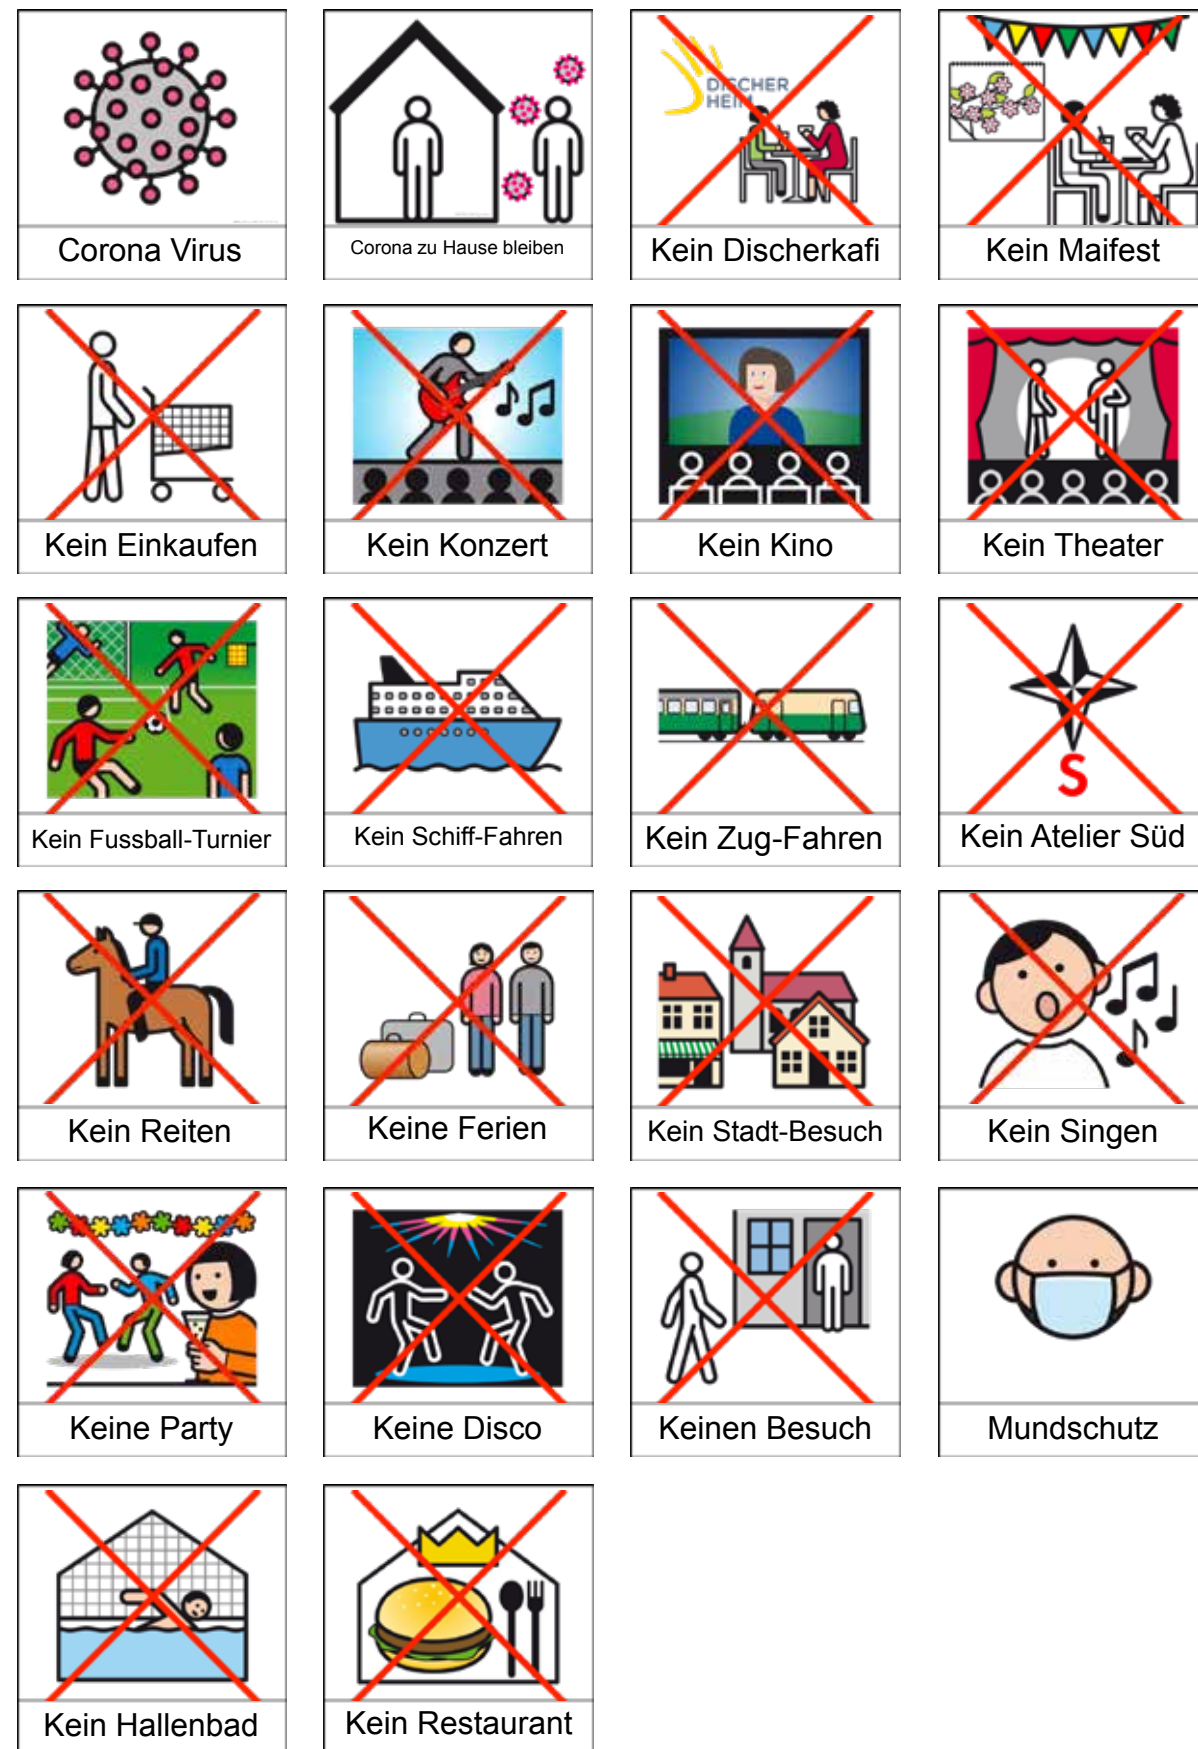 Corona Virus
Corona zu Hause bleiben
DISCHER
HEIM
Kein Discherkafi
Kein Maifest
Kein Einkaufen
Kein Konzert
Kein Kino
Kein Theater
Kein Fussball-Turnier
Kein Schiff-Fahren
Kein Zug-Fahren
S
Kein Atelier Süd
Kein Reiten
Keine Ferien
Kein Stadt-Besuch
Kein Singen
Keine Party
Keine Disco
Keinen Besuch
Mundschutz
Kein Hallenbad
Kein Restaurant